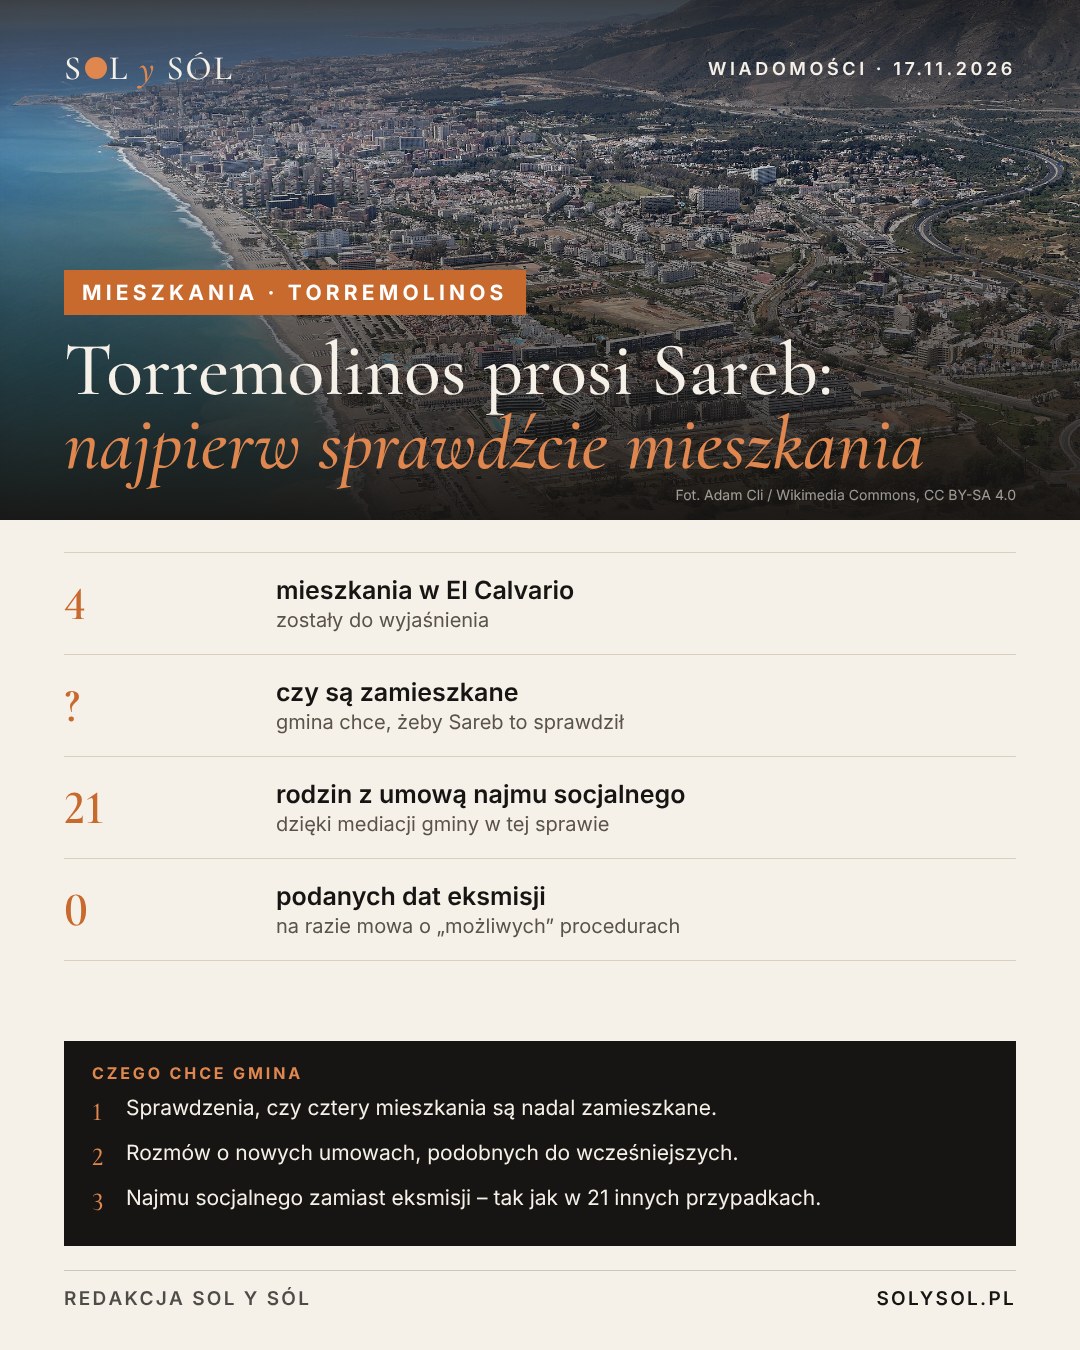 SOL y SÓL
WIADOMOŚCI · 17.11.2026
MIESZKANIA · TORREMOLINOS
Torremolinos prosi Sareb:
najpierw sprawdźcie mieszkania
Fot. Adam Cli / Wikimedia Commons, CC BY-SA 4.0
4
mieszkania w El Calvario
zostały do wyjaśnienia
?
czy są zamieszkane
gmina chce, żeby Sareb to sprawdził
21
rodzin z umową najmu socjalnego
dzięki mediacji gminy w tej sprawie
0
podanych dat eksmisji
na razie mowa o „możliwych” procedurach
CZEGO CHCE GMINA
1 Sprawdzenia, czy cztery mieszkania są nadal zamieszkane.
2 Rozmów o nowych umowach, podobnych do wcześniejszych.
3 Najmu socjalnego zamiast eksmisji – tak jak w 21 innych przypadkach.
REDAKCJA SOL Y SÓL
SOLYSOL.PL